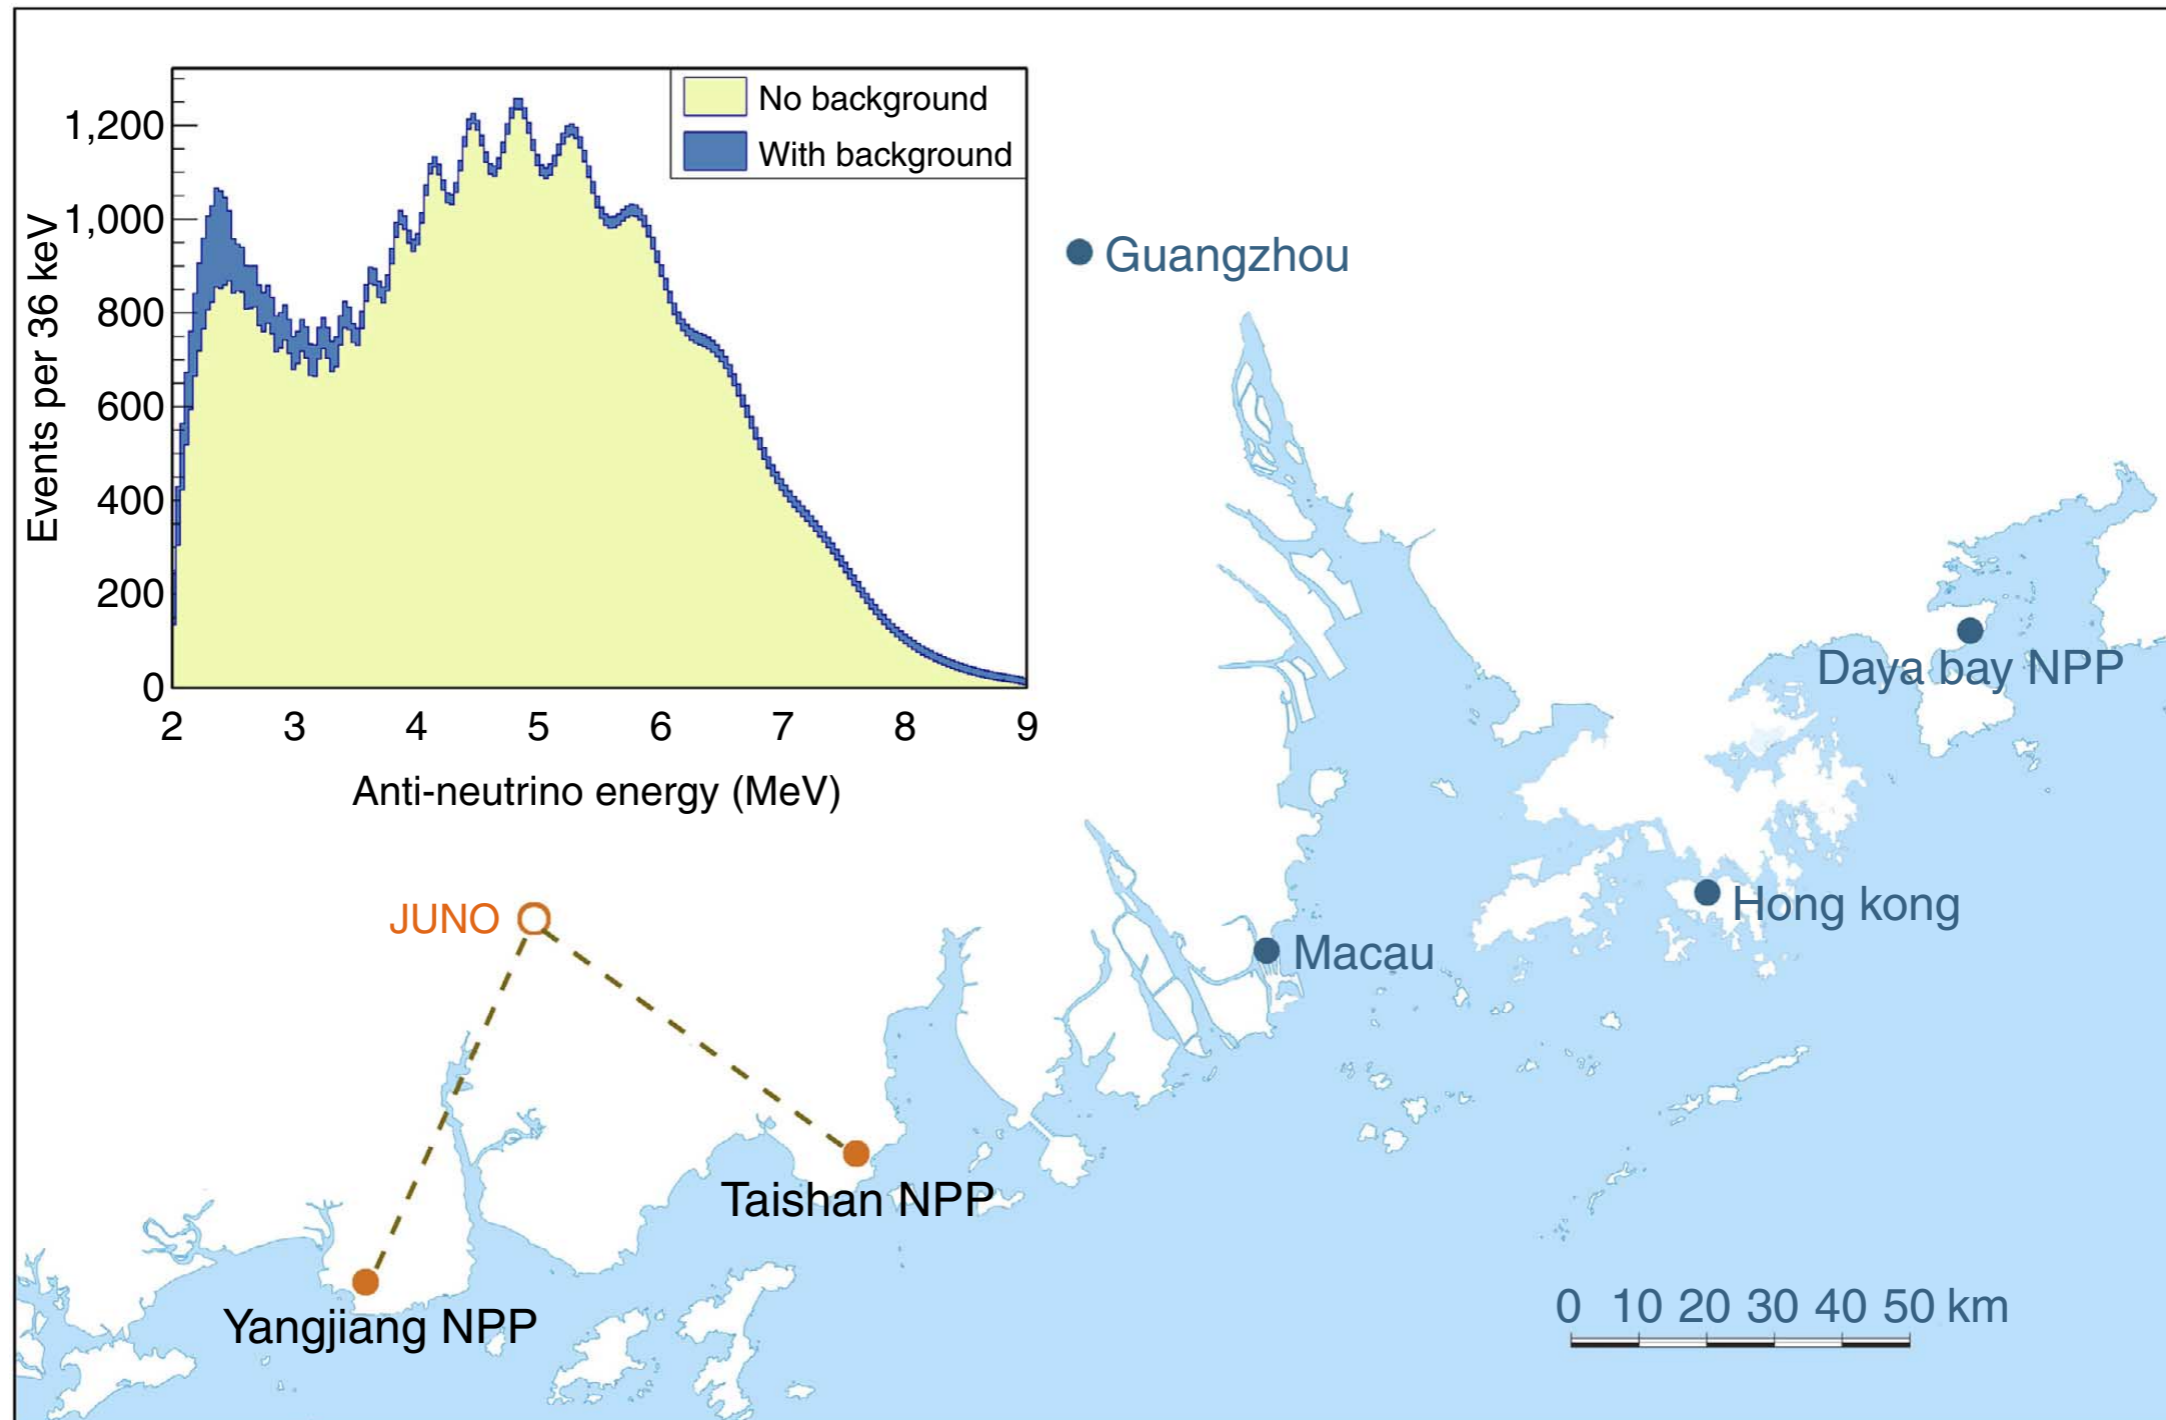 No background
With background
Events per 36 keV
1,200
1,000
800
600
400
200
0
2 3 4 5 6 7 8 9
Anti-neutrino energy (MeV)
Guangzhou
Daya bay NPP
Hong kong
Macau
JUNO
Taishan NPP
Yangjiang NPP
0 10 20 30 40 50 km